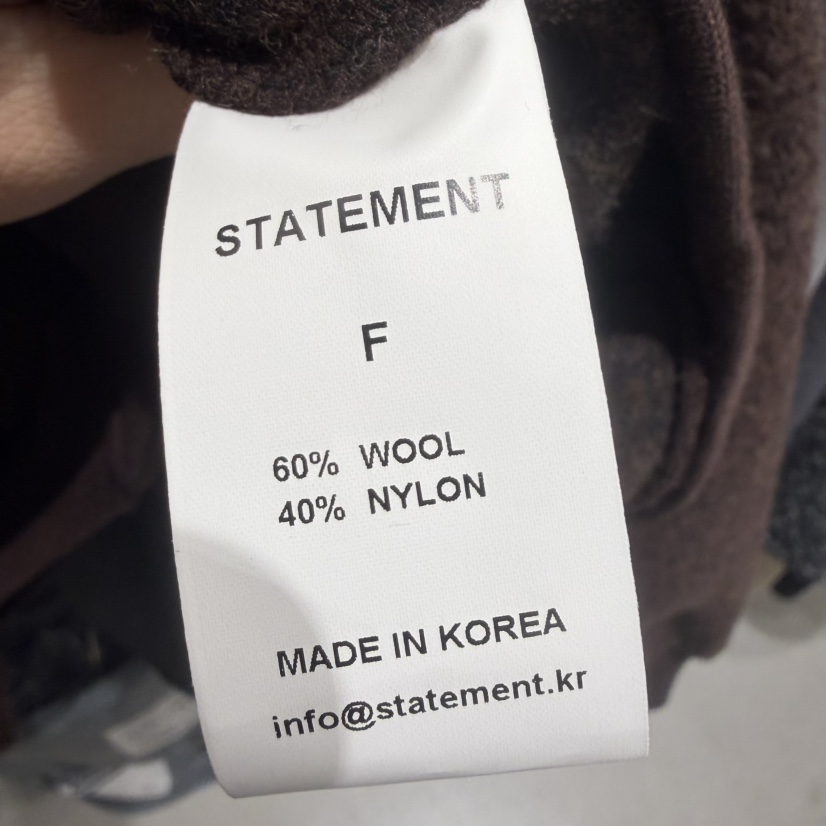 STATEMENT
F
60% WOOL
40% NYLON
MADE IN KOREA
info@statement.kr